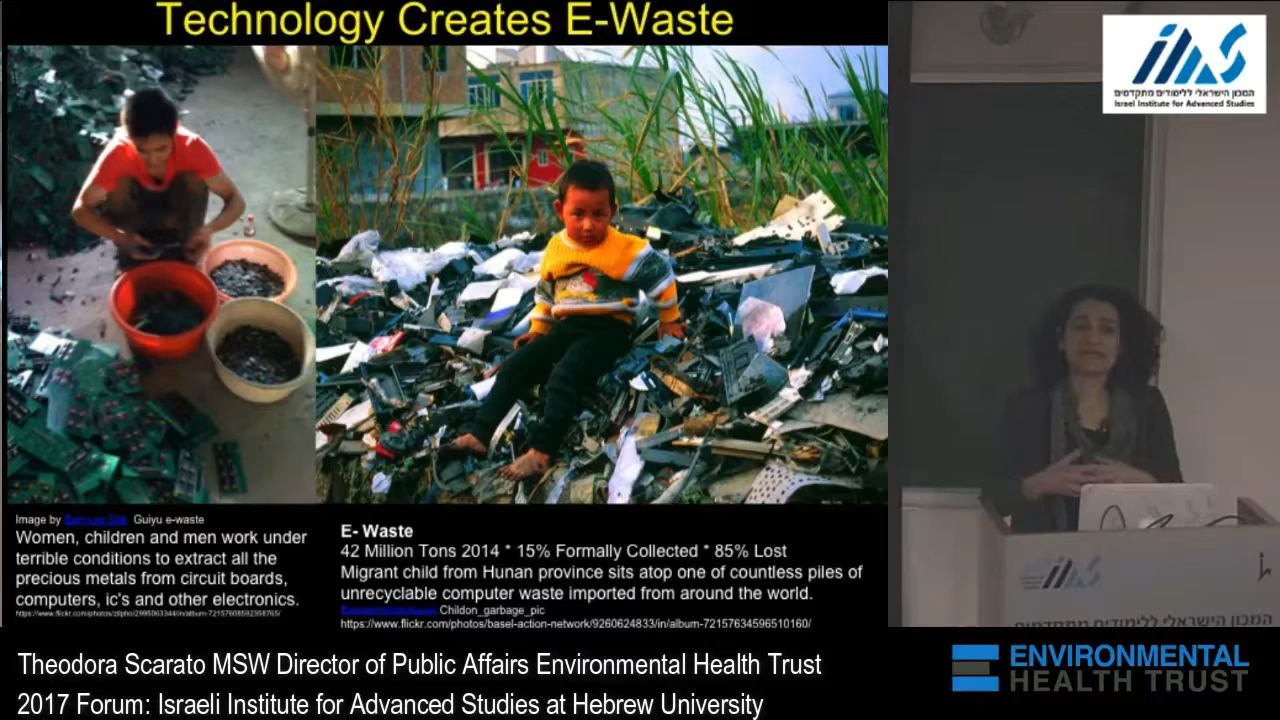 Technology Creates E-Waste
המכון הישראלי ללימודים מתקדמים
Israel Institute for Advanced Studies
Image by Guiyu e-waste
Women, children and men work under
terrible conditions to extract all the
precious metals from circuit boards,
computers, ic's and other electronics.
E- Waste
42 Million Tons 2014 * 15% Formally Collected * 85% Lost
Migrant child from Hunan province sits atop one of countless piles of
unrecyclable computer waste imported from around the world.
Childon_garbage_pic
https://www.flickr.com/photos/basel-action-network/9260624833/in/album-72157634596510160/
המכון הישראלי ללימודים מתקדמים
Theodora Scarato MSW Director of Public Affairs Environmental Health Trust
2017 Forum: Israeli Institute for Advanced Studies at Hebrew University
ENVIRONMENTAL
HEALTH TRUST